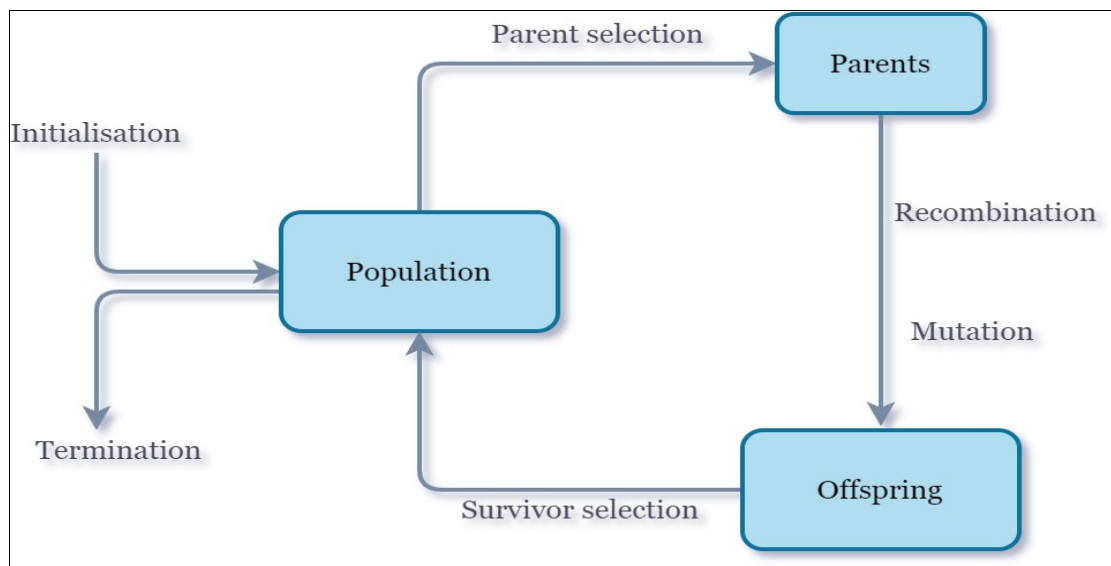 Parent selection
Parents
Initialisation
Recombination
Population
Mutation
Termination
Offspring
Survivor selection